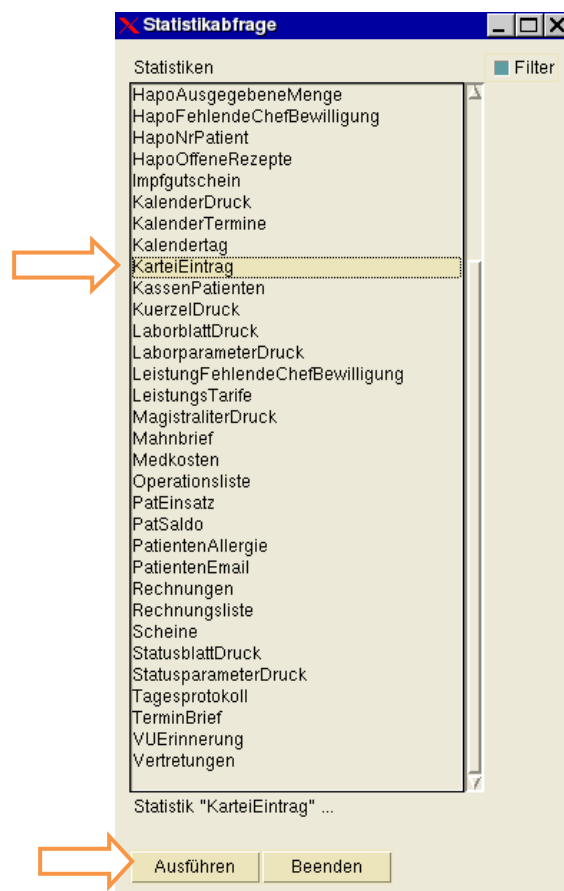 Statistikabfrage
Statistiken
Filter
HapoAusgegebeneMenge
HapoFehlendeChefBewilligung
HapoNrPatient
HapoOffeneRezepte
Impfgutschein
KalenderDruck
KalenderTermine
Kalendertag
KarteiEintrag
KassenPatienten
KuerzelDruck
LaborblattDruck
LaborparameterDruck
LeistungFehlendeChefBewilligung
LeistungsTarife
MagistraliterDruck
Mahnbrief
Medkosten
Operationsliste
PatEinsatz
PatSaldo
PatientenAllergie
PatientenEmail
Rechnungen
Rechnungsliste
Scheine
StatusblattDruck
StatusparameterDruck
Tagesprotokoll
TerminBrief
VUErinnerung
Vertretungen
Statistik "KarteiEintrag" ...
Ausführen Beenden